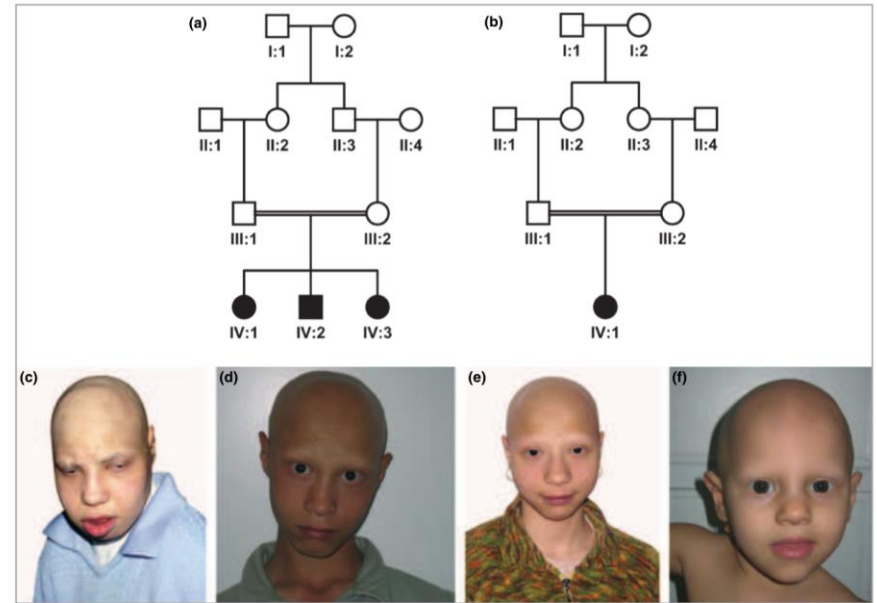 (a)
I:1 I:2
II:1 II:2 II:3 II:4
III:1 III:2
IV:1 IV:2 IV:3
(b)
I:1 I:2
II:1 II:2 II:3 II:4
III:1 III:2
IV:1
(c) (d) (e) (f)